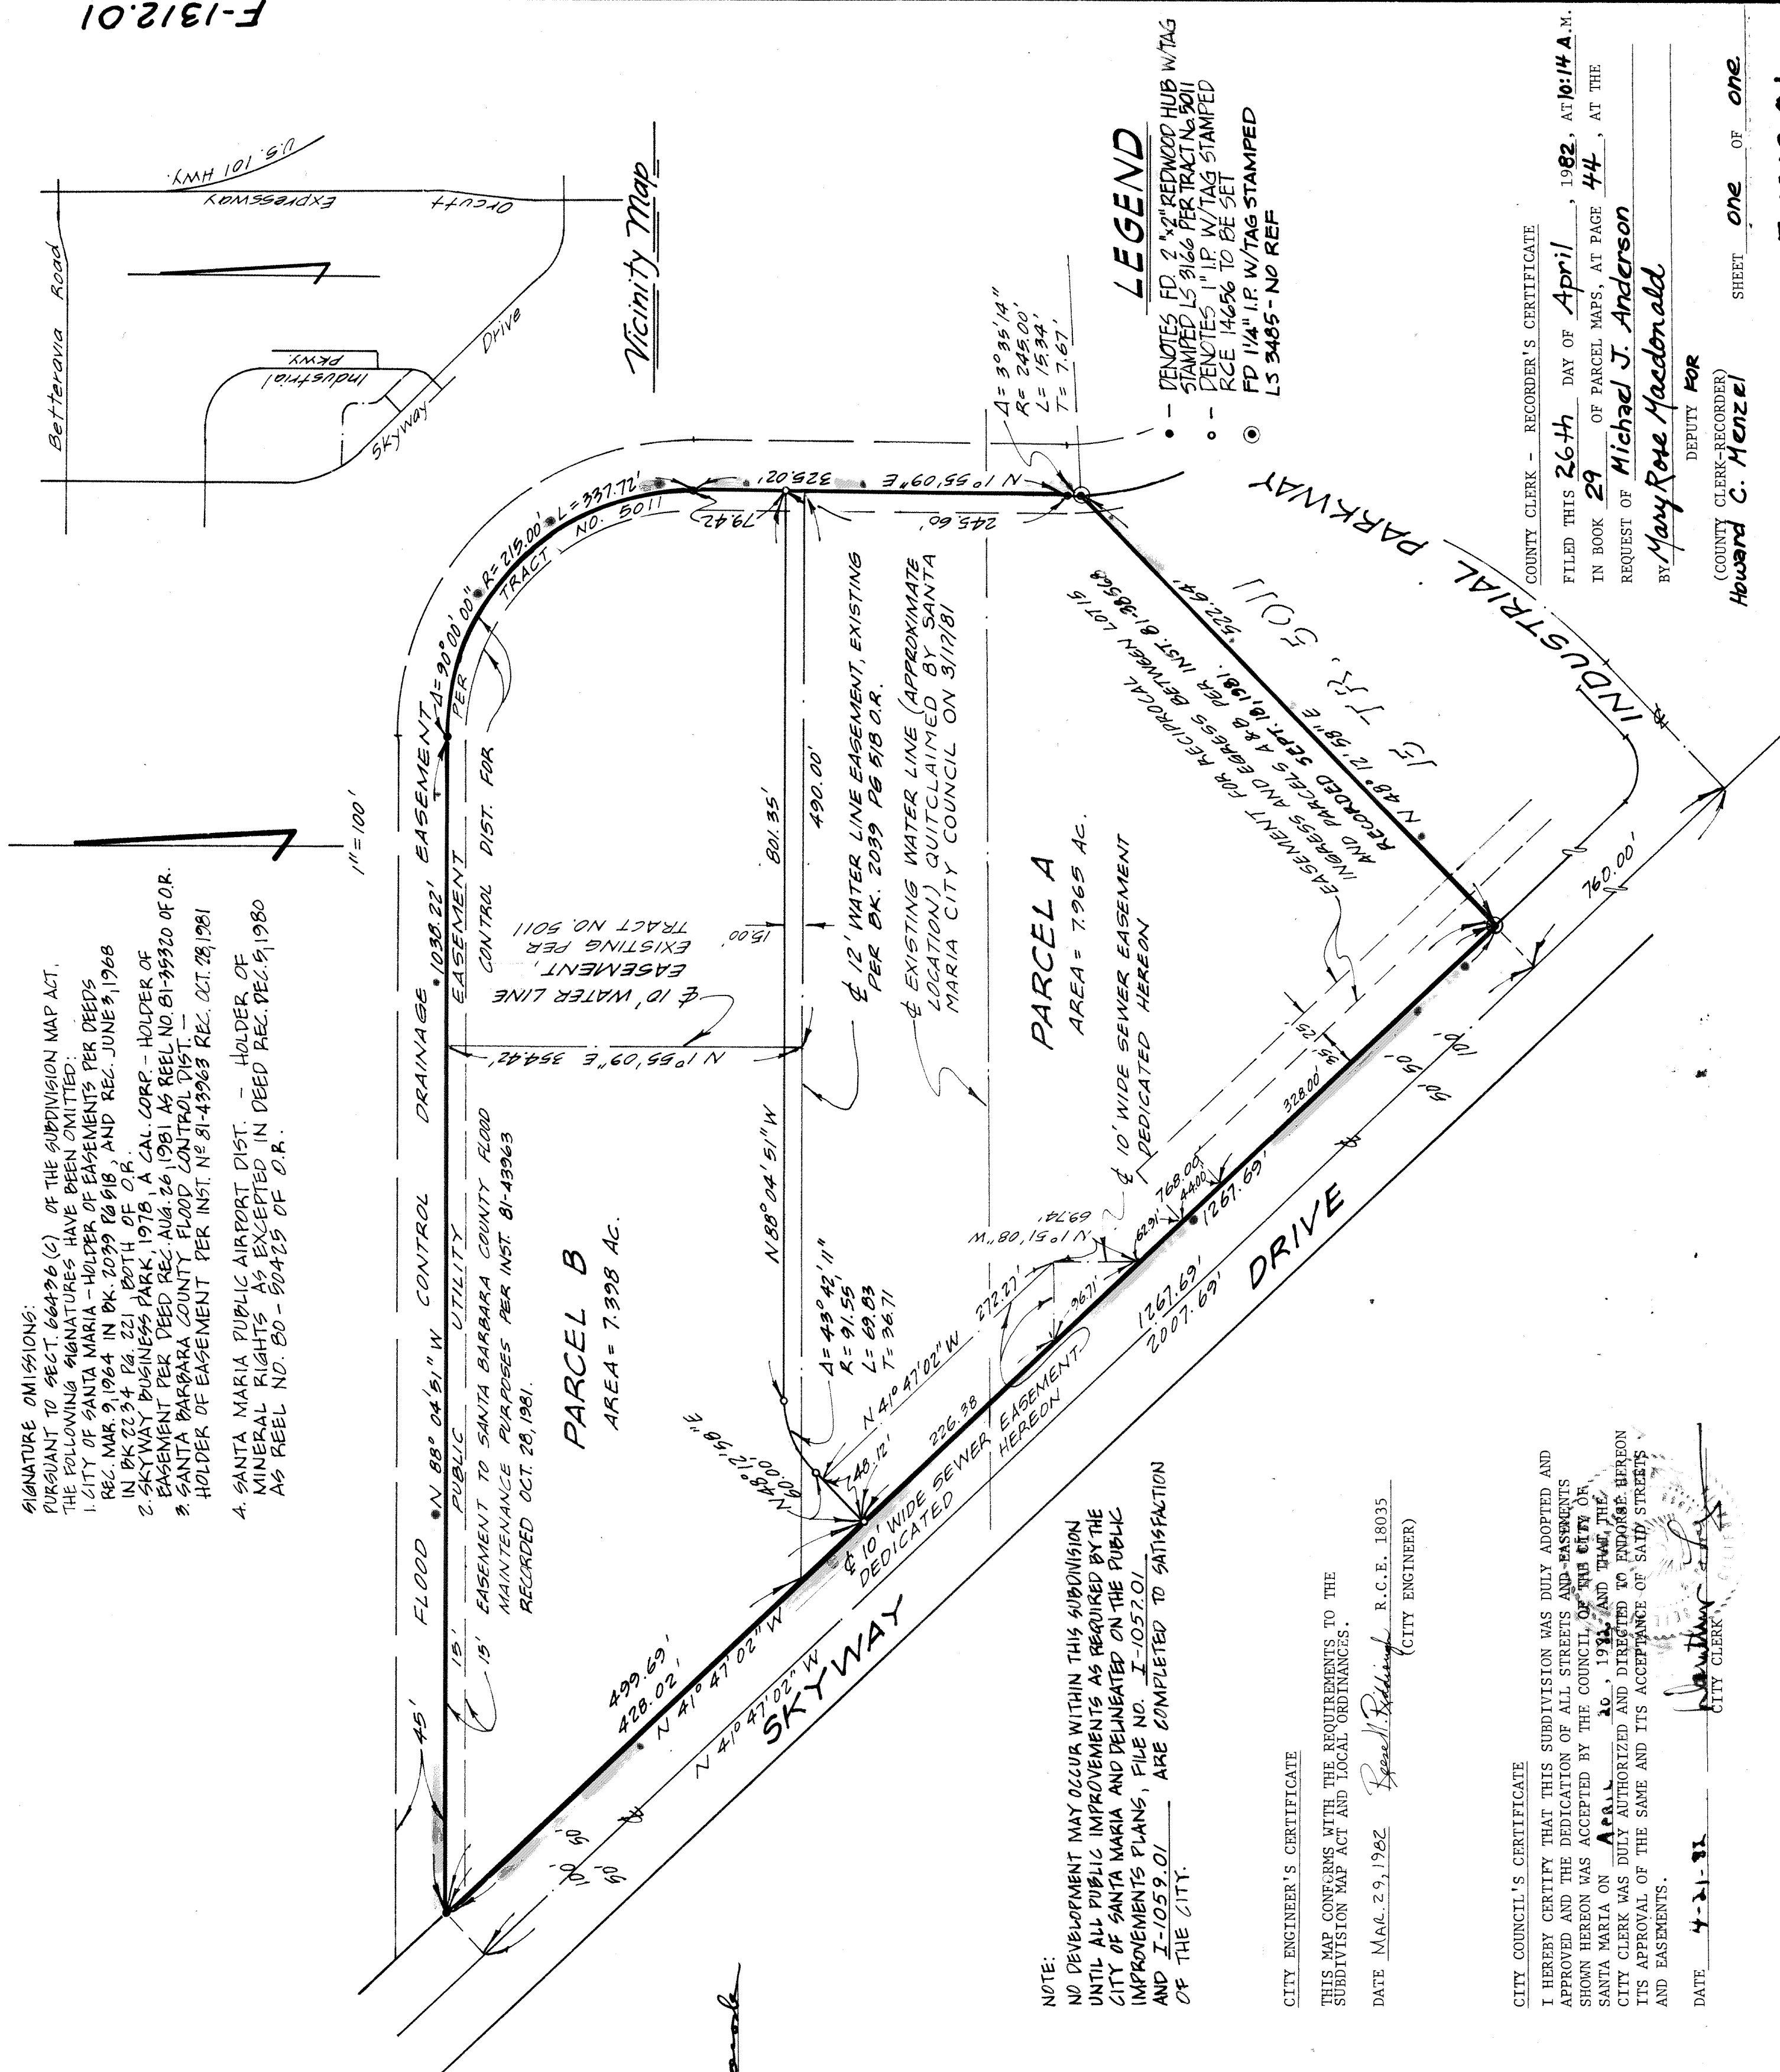 F-1312.01
SIGNATURE OMISSIONS:
PURSUANT TO SECT. 66436 (C) OF THE SUBDIVISION MAP ACT,
THE FOLLOWING SIGNATURES HAVE BEEN OMITTED:
1. CITY OF SANTA MARIA - HOLDER OF EASEMENTS PER DEEDS
REC. MAR. 9, 1964 IN BK. 2039 PG 518, AND REC. JUNE 3, 1968
IN BK 2234 PG. 221, BOTH OF O.R.
2. SKYWAY BUSINESS PARK, 1978, A CAL. CORP. - HOLDER OF
EASEMENT PER DEED REC. AUG. 26, 1981 AS REEL NO. 81-35320 OF O.R.
3. SANTA BARBARA COUNTY FLOOD CONTROL DIST. -
HOLDER OF EASEMENT PER INST. Nº 81-43963 REC. OCT. 28, 1981
4. SANTA MARIA PUBLIC AIRPORT DIST. - HOLDER OF
MINERAL RIGHTS AS EXCEPTED IN DEED REC. DEC. 5, 1980
AS REEL NO. 80-50425 OF O.R.
1"=100'
Betteravia Road
U.S. 101 HWY.
Expressway
Orcutt
Industrial
PKWY.
Skyway
Drive
Vicinity Map
FLOOD CONTROL DRAINAGE EASEMENT
45'
N 88° 04' 51" W
1038.22'
Δ=90°00'00"
R=215.00'
L=337.72'
15' PUBLIC UTILITY EASEMENT PER TRACT NO. 5011
15' EASEMENT TO SANTA BARBARA COUNTY FLOOD CONTROL DIST. FOR
MAINTENANCE PURPOSES PER INST. 81-43963
RECORDED OCT. 28, 1981.
PARCEL B
AREA = 7.398 AC.
℄ 10' WATER LINE
EASEMENT,
EXISTING PER
TRACT NO. 5011
N 1°55'09" E 354.42'
15.00'
801.35'
490.00'
N 88°04'51" W
79.42'
325.02'
245.60'
N 1°55'09" E
Δ = 3°35'14"
R = 245.00'
L = 15.34'
T = 7.67'
℄ 12' WATER LINE EASEMENT, EXISTING
PER BK. 2039 PG 518 O.R.
℄ EXISTING WATER LINE (APPROXIMATE
LOCATION) QUITCLAIMED BY SANTA
MARIA CITY COUNCIL ON 3/17/81
PARCEL A
AREA = 7.965 AC.
℄ 10' WIDE SEWER EASEMENT
DEDICATED HEREON
EASEMENT FOR RECIPROCAL
INGRESS AND EGRESS BETWEEN LOT 15
AND PARCELS A & B PER INST. 81-38568
RECORDED SEPT. 18, 1981.
N 48° 12' 58" E
522.64'
15 TR. 5011
INDUSTRIAL PARKWAY
Δ = 43° 42' 11"
R = 91.55'
L = 69.83
T = 36.71
N 48°12'58" E
60.00'
48.12'
N 41° 47'02" W
272.27'
226.38
96.71'
N 1°51'08" W
69.74'
62.91'
768.00'
44.00'
1267.69'
328.00'
35'
25'
℄ 10' WIDE SEWER EASEMENT
DEDICATED HEREON
499.69'
428.02'
N 41° 47' 02" W
N 41° 47' 02" W
1267.69'
2007.69'
760.00'
50'
50'
100'
50'
50'
SKYWAY DRIVE
LEGEND
● - DENOTES FD. 2"x2" REDWOOD HUB W/TAG
STAMPED LS 3166 PER TRACT No. 5011
○ - DENOTES 1" I.P. W/TAG STAMPED
RCE 14656 TO BE SET
◉ FD 1 1/4" I.P. W/TAG STAMPED
LS 3485 - NO REF
NOTE:
NO DEVELOPMENT MAY OCCUR WITHIN THIS SUBDIVISION
UNTIL ALL PUBLIC IMPROVEMENTS AS REQUIRED BY THE
CITY OF SANTA MARIA AND DELINEATED ON THE PUBLIC
IMPROVEMENTS PLANS, FILE NO. I-1057.01
AND I-1059.01 ARE COMPLETED TO SATISFACTION
OF THE CITY.
CITY ENGINEER'S CERTIFICATE
THIS MAP CONFORMS WITH THE REQUIREMENTS TO THE
SUBDIVISION MAP ACT AND LOCAL ORDINANCES.
DATE MAR. 29, 1982 R.C.E. 18035
(CITY ENGINEER)
CITY COUNCIL'S CERTIFICATE
I HEREBY CERTIFY THAT THIS SUBDIVISION WAS DULY ADOPTED AND
APPROVED AND THE DEDICATION OF ALL STREETS AND EASEMENTS
SHOWN HEREON WAS ACCEPTED BY THE COUNCIL OF THE CITY OF
SANTA MARIA ON APRIL 20, 1982, AND THAT THE
CITY CLERK WAS DULY AUTHORIZED AND DIRECTED TO ENDORSE HEREON
ITS APPROVAL OF THE SAME AND ITS ACCEPTANCE OF SAID STREETS
AND EASEMENTS.
DATE 4-21-82
CITY CLERK
COUNTY CLERK - RECORDER'S CERTIFICATE
FILED THIS 26th DAY OF April, 1982, AT 10:14 A.M.
IN BOOK 29 OF PARCEL MAPS, AT PAGE 44, AT THE
REQUEST OF Michael J. Anderson
BY Mary Rose Macdonald
DEPUTY FOR
(COUNTY CLERK-RECORDER)
Howard C. Menzel
SHEET one OF one